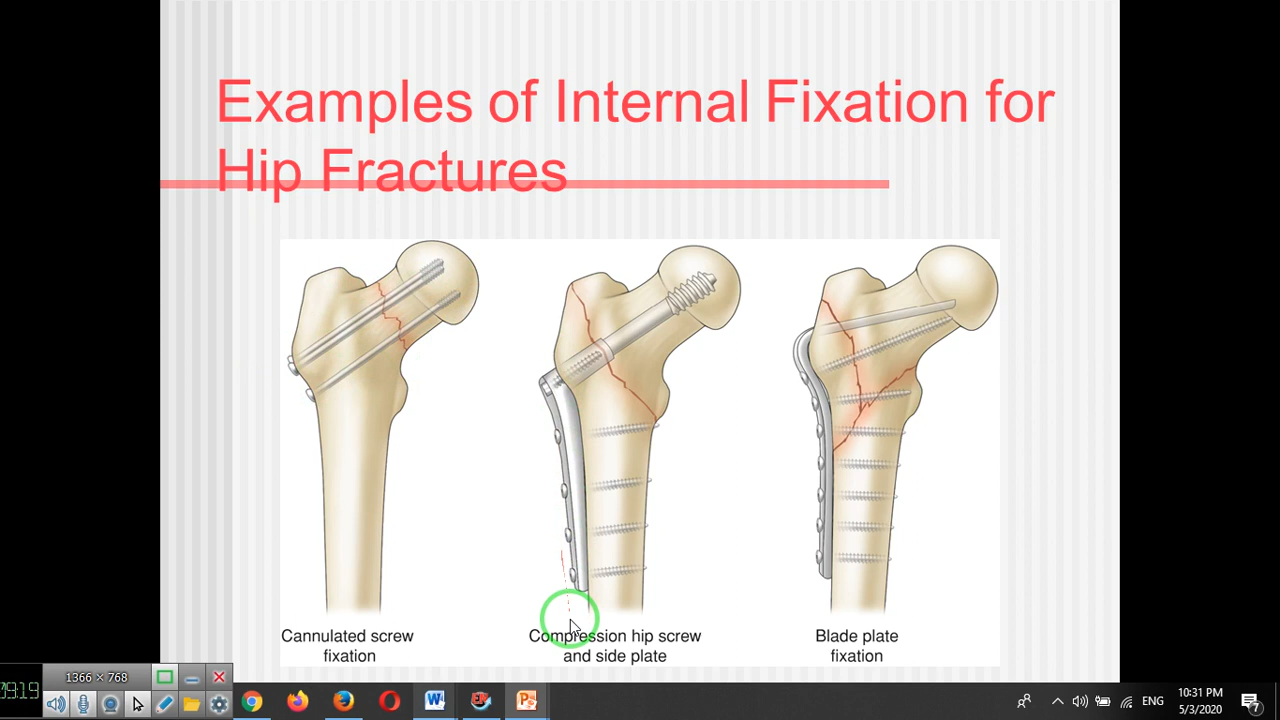 Examples of Internal Fixation for
Hip Fractures
Cannulated screw
fixation
Compression hip screw
and side plate
Blade plate
fixation
1366 × 768
ENG
10:31 PM
5/3/2020
7